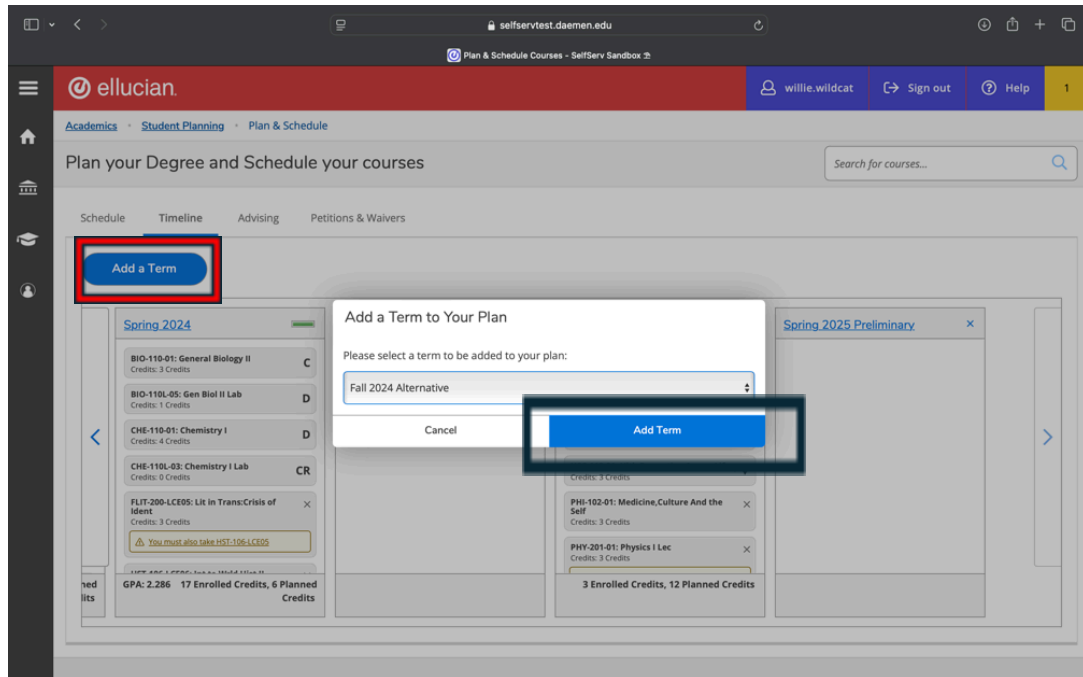 selfservtest.daemen.edu
Plan & Schedule Courses - SelfServ Sandbox
ellucian.
willie.wildcat
Sign out
Help
1
Academics
Student Planning
Plan & Schedule
Plan your Degree and Schedule your courses
Search for courses...
Schedule
Timeline
Advising
Petitions & Waivers
Add a Term
Spring 2024
BIO-110-01: General Biology II
C
Credits: 3 Credits
BIO-110L-05: Gen Biol II Lab
D
Credits: 1 Credits
CHE-110-01: Chemistry I
D
Credits: 4 Credits
CHE-110L-03: Chemistry I Lab
CR
Credits: 0 Credits
FLIT-200-LCE05: Lit in Trans:Crisis of
Ident
Credits: 3 Credits
You must also take HST-106-LCE05
GPA: 2.286 17 Enrolled Credits, 6 Planned
Credits
Add a Term to Your Plan
Please select a term to be added to your plan:
Fall 2024 Alternative
Cancel
Add Term
Credits: 3 Credits
PHI-102-01: Medicine,Culture And the
Self
Credits: 3 Credits
PHY-201-01: Physics I Lec
Credits: 3 Credits
3 Enrolled Credits, 12 Planned Credits
Spring 2025 Preliminary